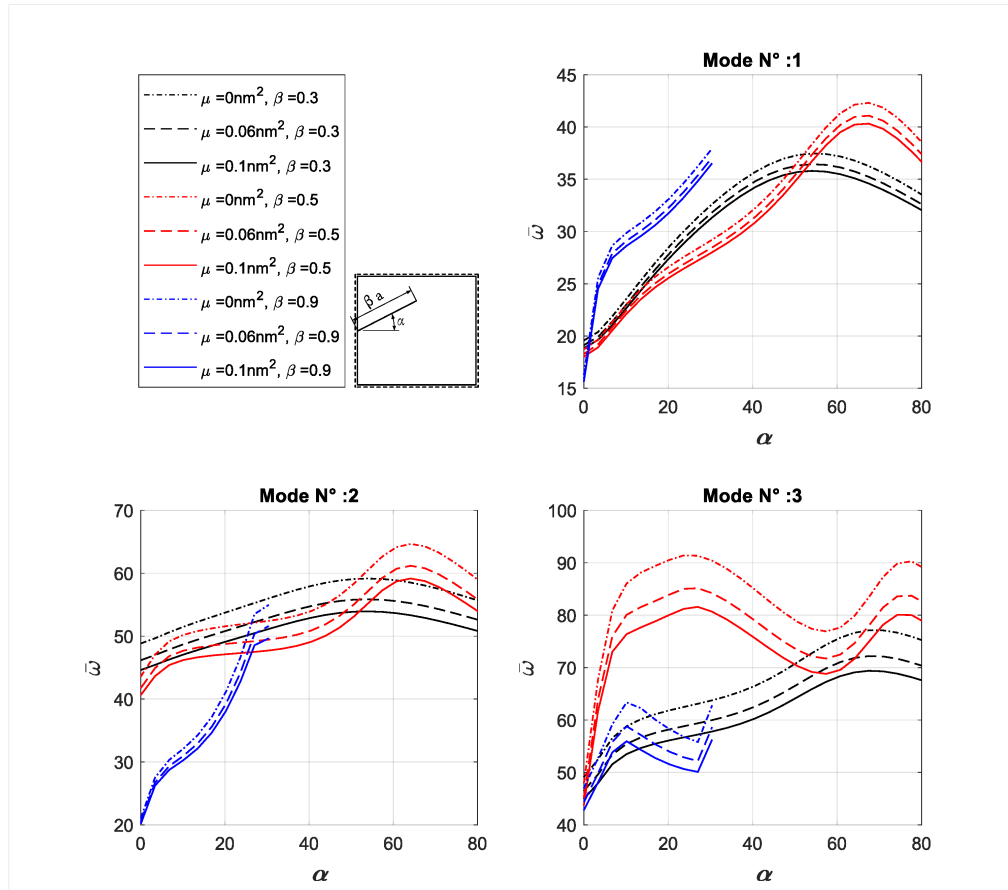 μ =0nm², β =0.3
μ =0.06nm², β =0.3
μ =0.1nm², β =0.3
μ =0nm², β =0.5
μ =0.06nm², β =0.5
μ =0.1nm², β =0.5
μ =0nm², β =0.9
μ =0.06nm², β =0.9
μ =0.1nm², β =0.9
β a
α
Mode N° :1
45
40
35
30
25
20
15
ω̄
0 20 40 60 80
α
Mode N° :2
70
60
50
40
30
20
ω̄
0 20 40 60 80
α
Mode N° :3
100
90
80
70
60
50
40
ω̄
0 20 40 60 80
α